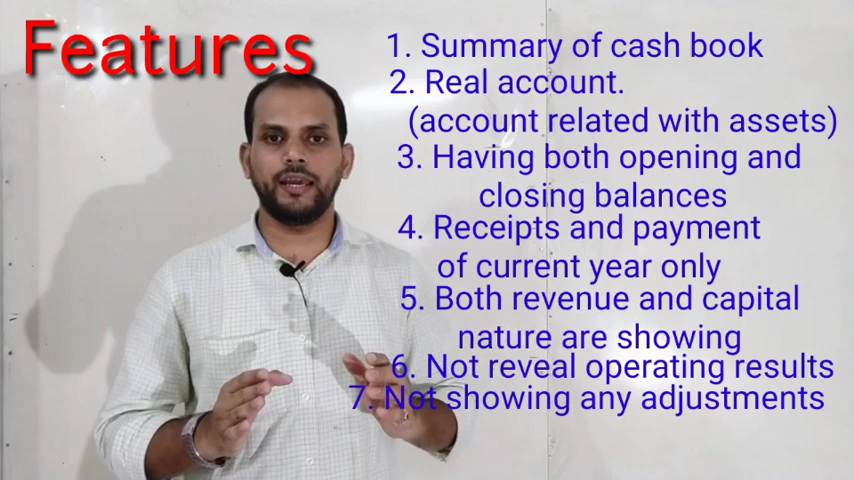 Features
1. Summary of cash book
2. Real account.
(account related with assets)
3. Having both opening and
closing balances
4. Receipts and payment
of current year only
5. Both revenue and capital
nature are showing
6. Not reveal operating results
7. Not showing any adjustments